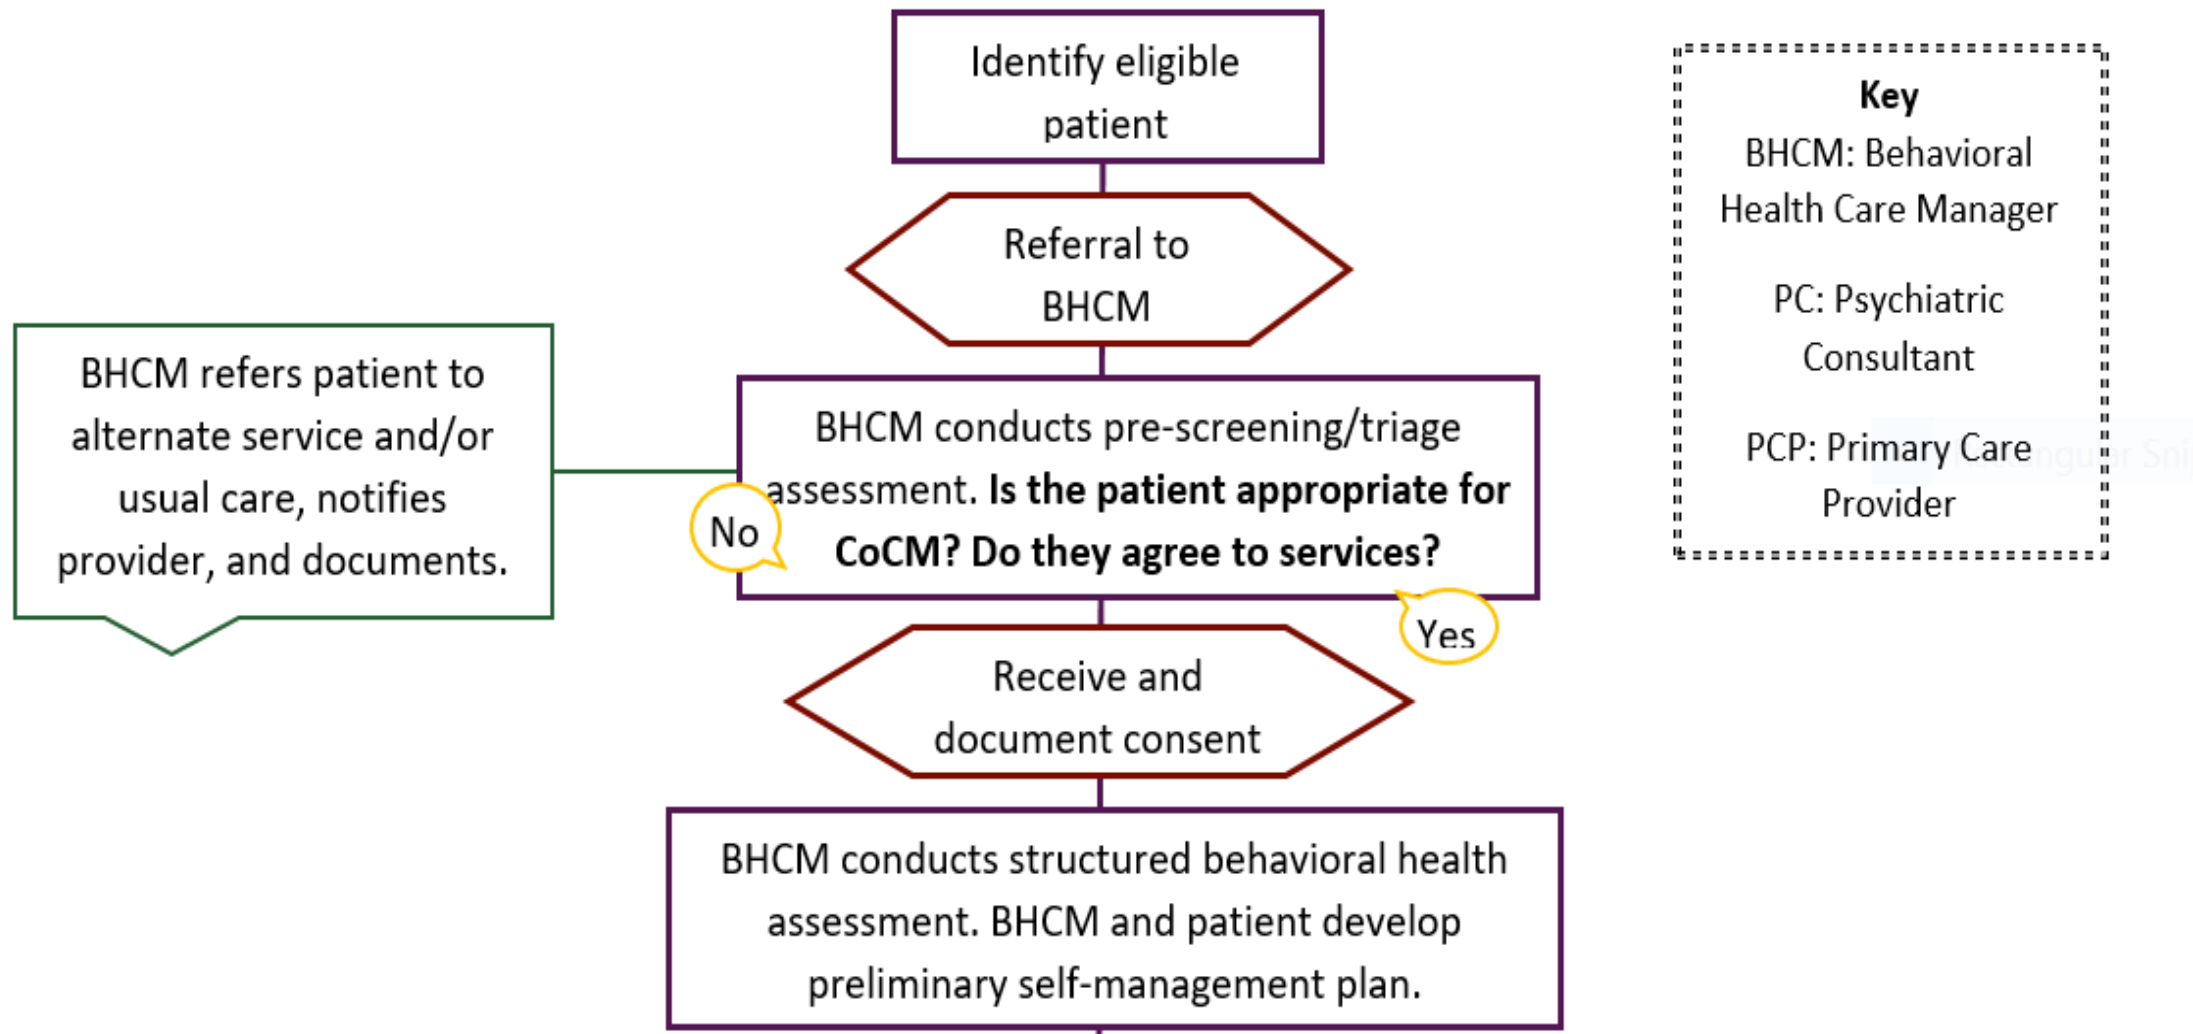 Identify eligible
patient
Referral to
BHCM
BHCM refers patient to
alternate service and/or
usual care, notifies
provider, and documents.
BHCM conducts pre-screening/triage
assessment. Is the patient appropriate for
CoCM? Do they agree to services?
No
Yes
Receive and
document consent
BHCM conducts structured behavioral health
assessment. BHCM and patient develop
preliminary self-management plan.
Key
BHCM: Behavioral
Health Care Manager
PC: Psychiatric
Consultant
PCP: Primary Care
Provider